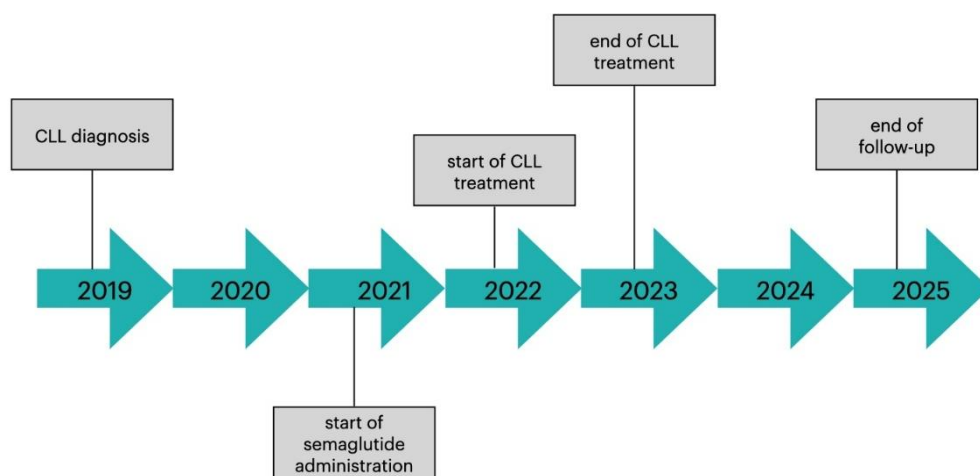 CLL diagnosis
start of CLL
treatment
end of CLL
treatment
end of
follow-up
2019
2020
2021
2022
2023
2024
2025
start of
semaglutide
administration